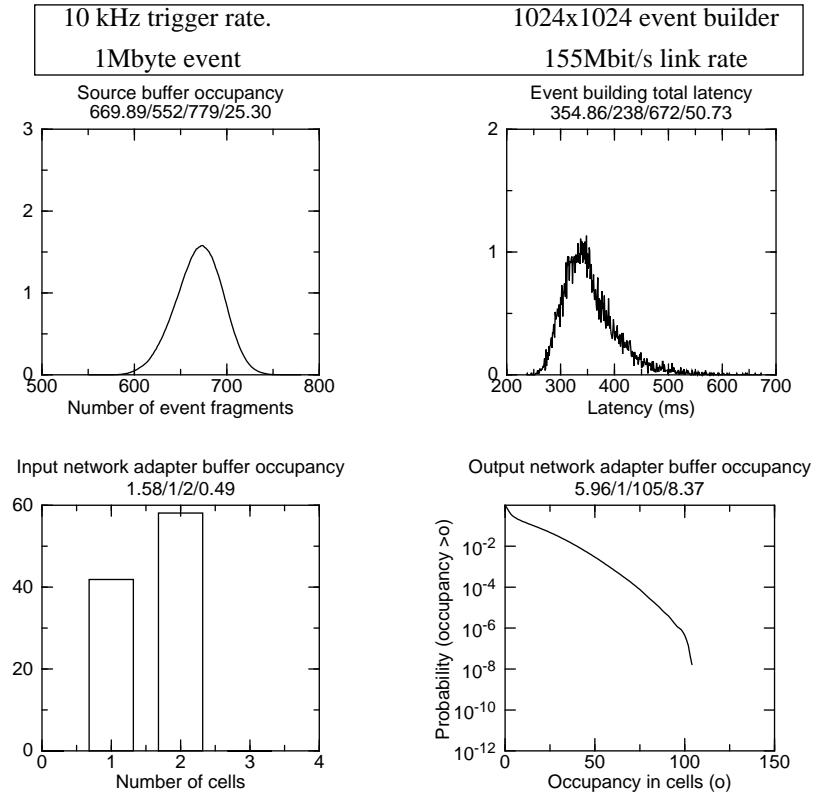 10 kHz trigger rate. 1024x1024 event builder
1Mbyte event 155Mbit/s link rate
Source buffer occupancy
669.89/552/779/25.30
3
2
1
0
500 600 700 800
Number of event fragments
Event building total latency
354.86/238/672/50.73
2
1
0
200 300 400 500 600 700
Latency (ms)
Input network adapter buffer occupancy
1.58/1/2/0.49
60
40
20
0
0 1 2 3 4
Number of cells
Output network adapter buffer occupancy
5.96/1/105/8.37
Probability (occupancy >o)
10-2
10-4
10-6
10-8
10-10
10-12
0 50 100 150
Occupancy in cells (o)